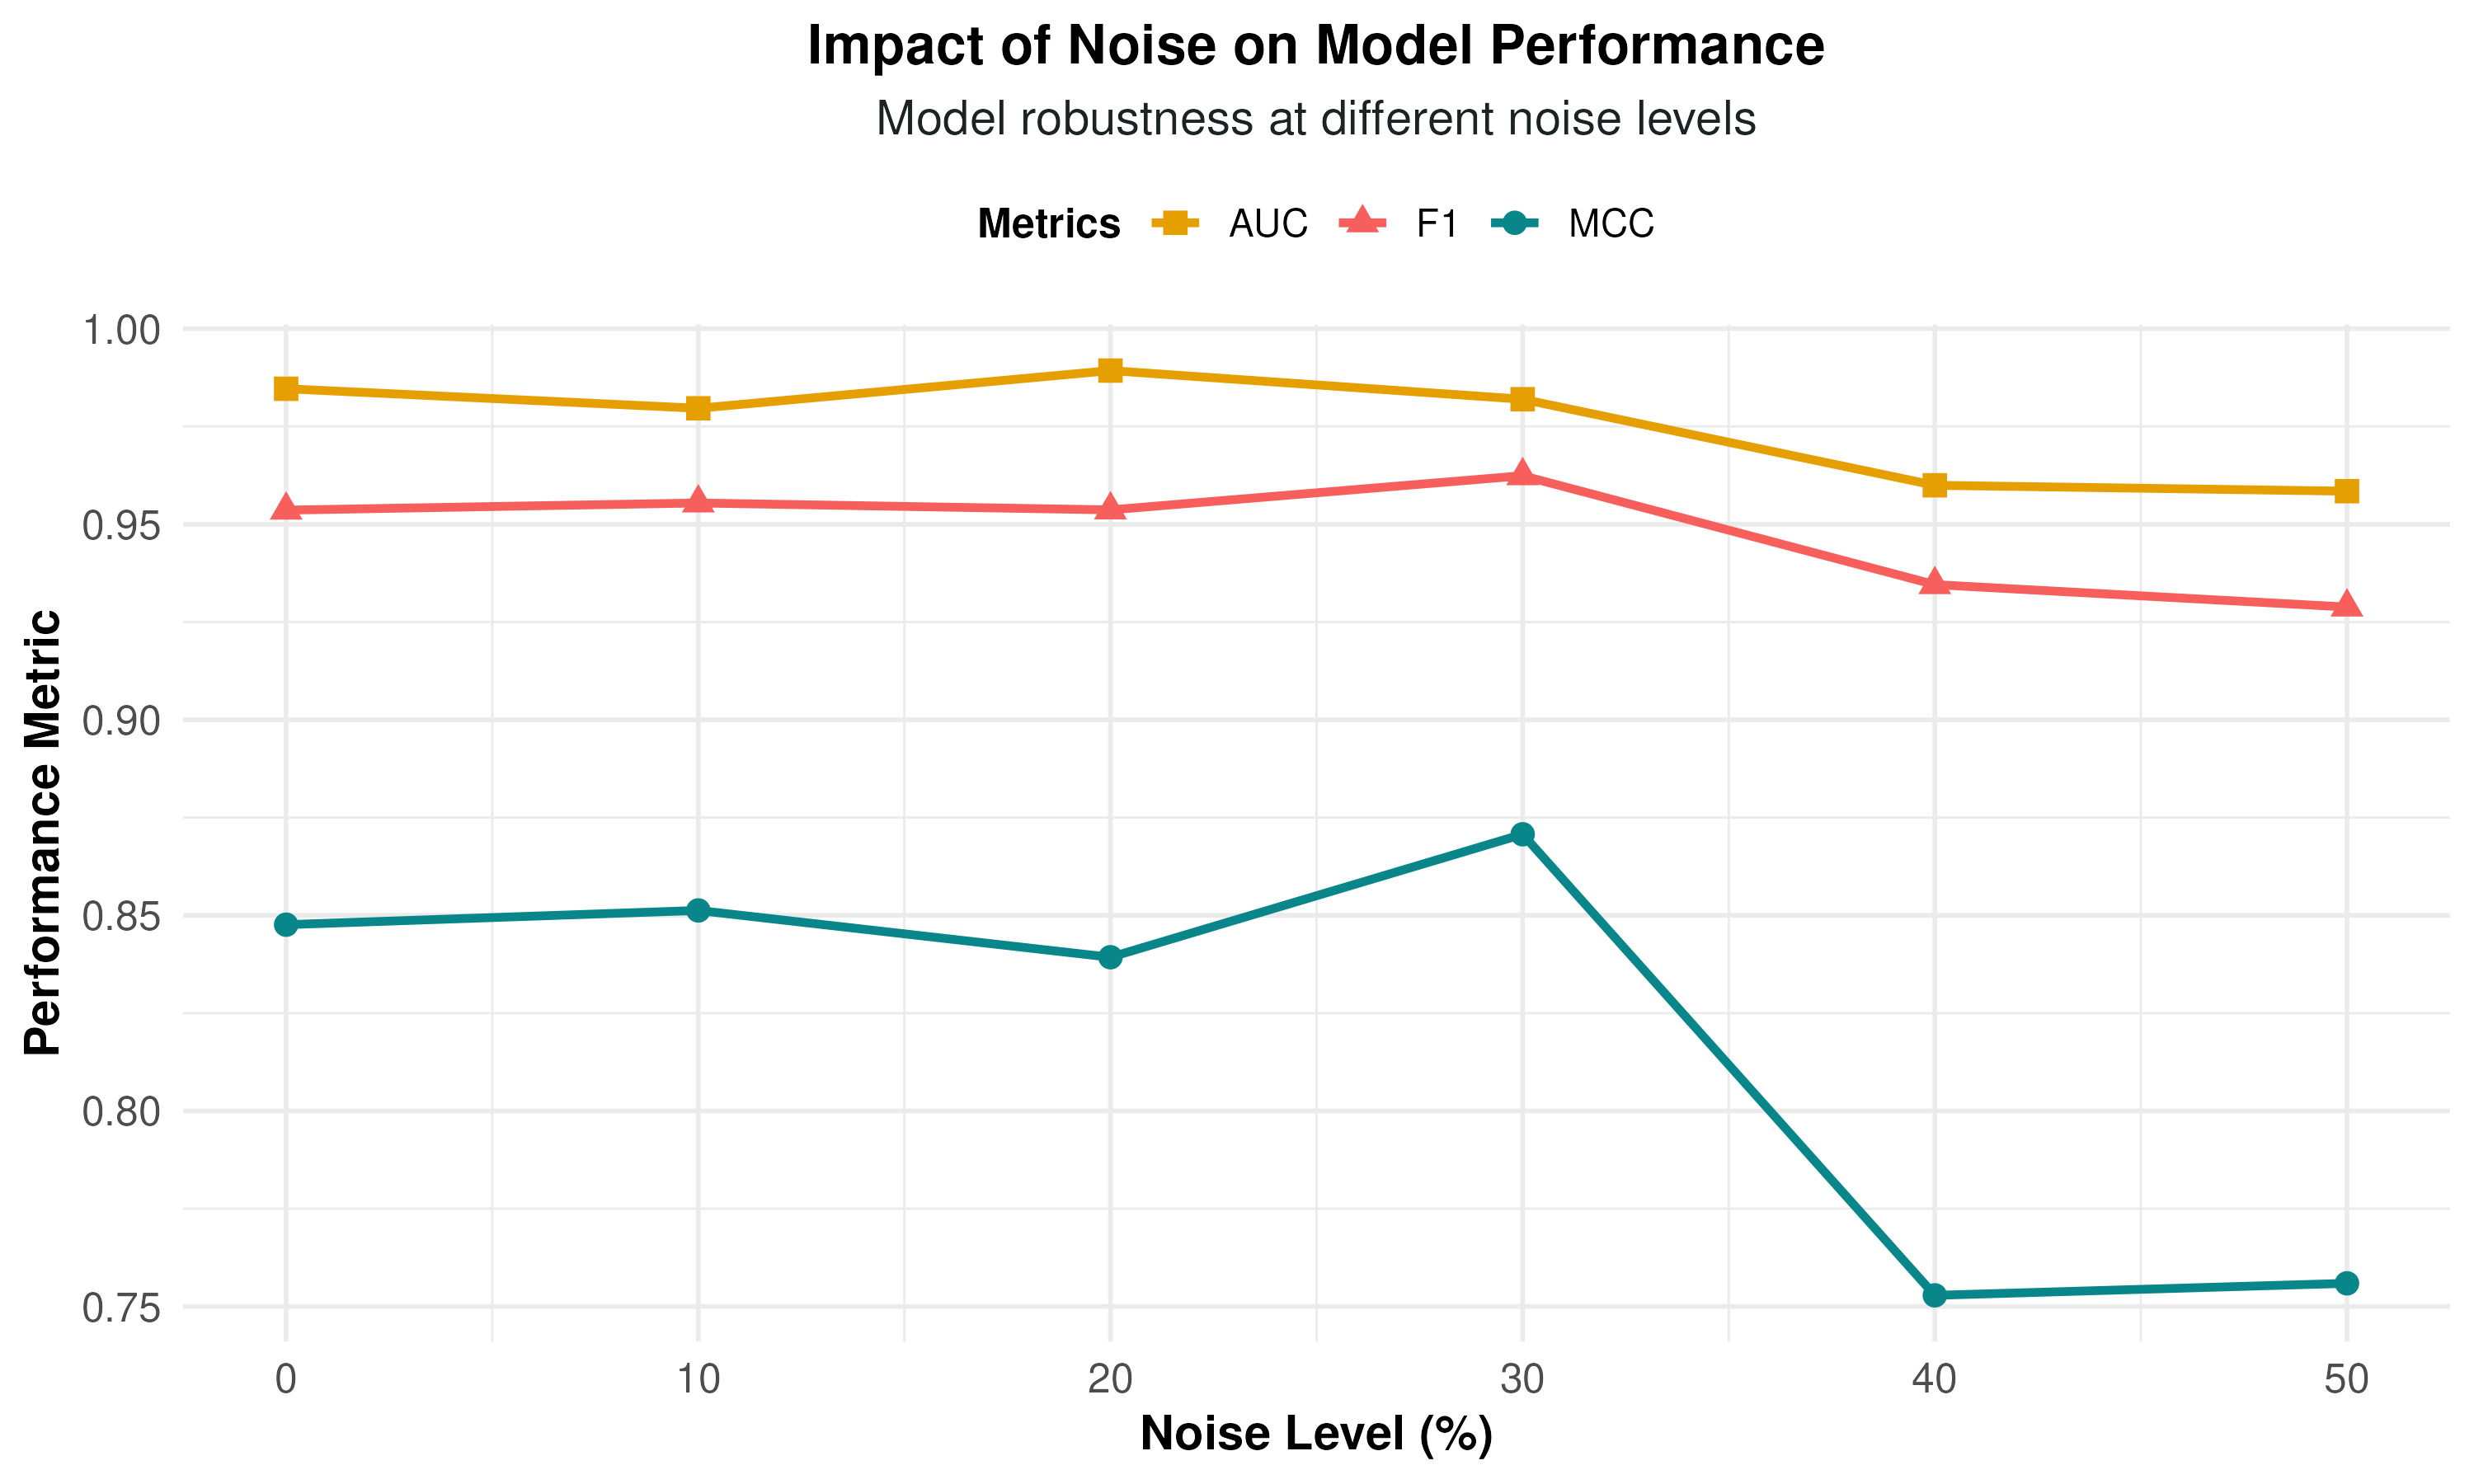 Impact of Noise on Model Performance
Model robustness at different noise levels
Metrics AUC F1 MCC
Performance Metric
1.00
0.95
0.90
0.85
0.80
0.75
0 10 20 30 40 50
Noise Level (%)